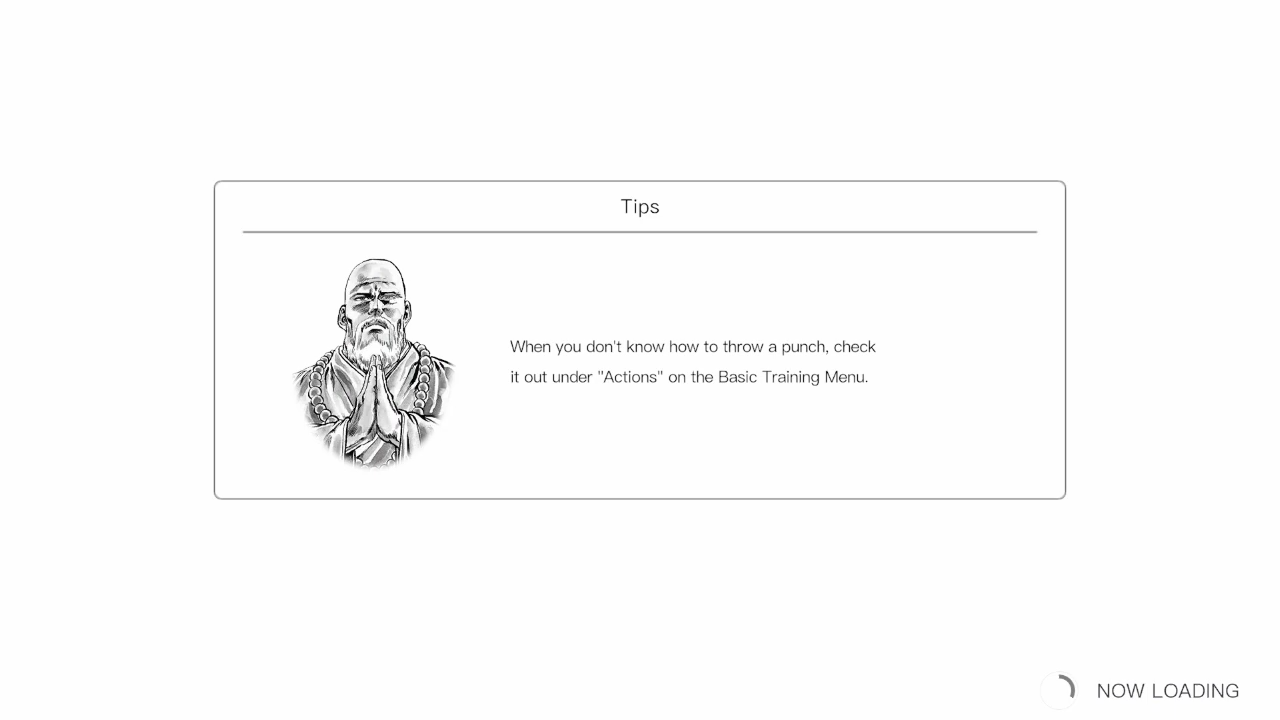 Tips
When you don't know how to throw a punch, check
it out under "Actions" on the Basic Training Menu.
NOW LOADING